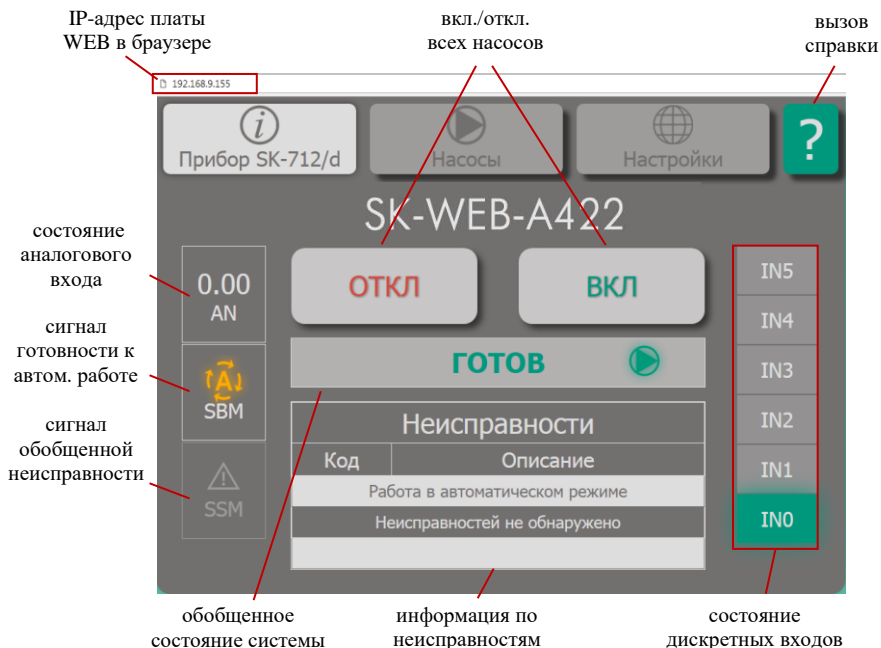 IP-адрес платы
WEB в браузере
вкл./откл.
всех насосов
вызов
справки
192.168.9.155
Прибор SK-712/d
Насосы
Настройки
?
SK-WEB-A422
состояние
аналогового
входа
0.00
AN
ОТКЛ
ВКЛ
IN5
IN4
сигнал
готовности к
автом. работе
A
SBM
ГОТОВ
IN3
сигнал
обобщенной
неисправности
SSM
Неисправности
Код
Описание
Работа в автоматическом режиме
Неисправностей не обнаружено
IN2
IN1
IN0
обобщенное
состояние системы
информация по
неисправностям
состояние
дискретных входов